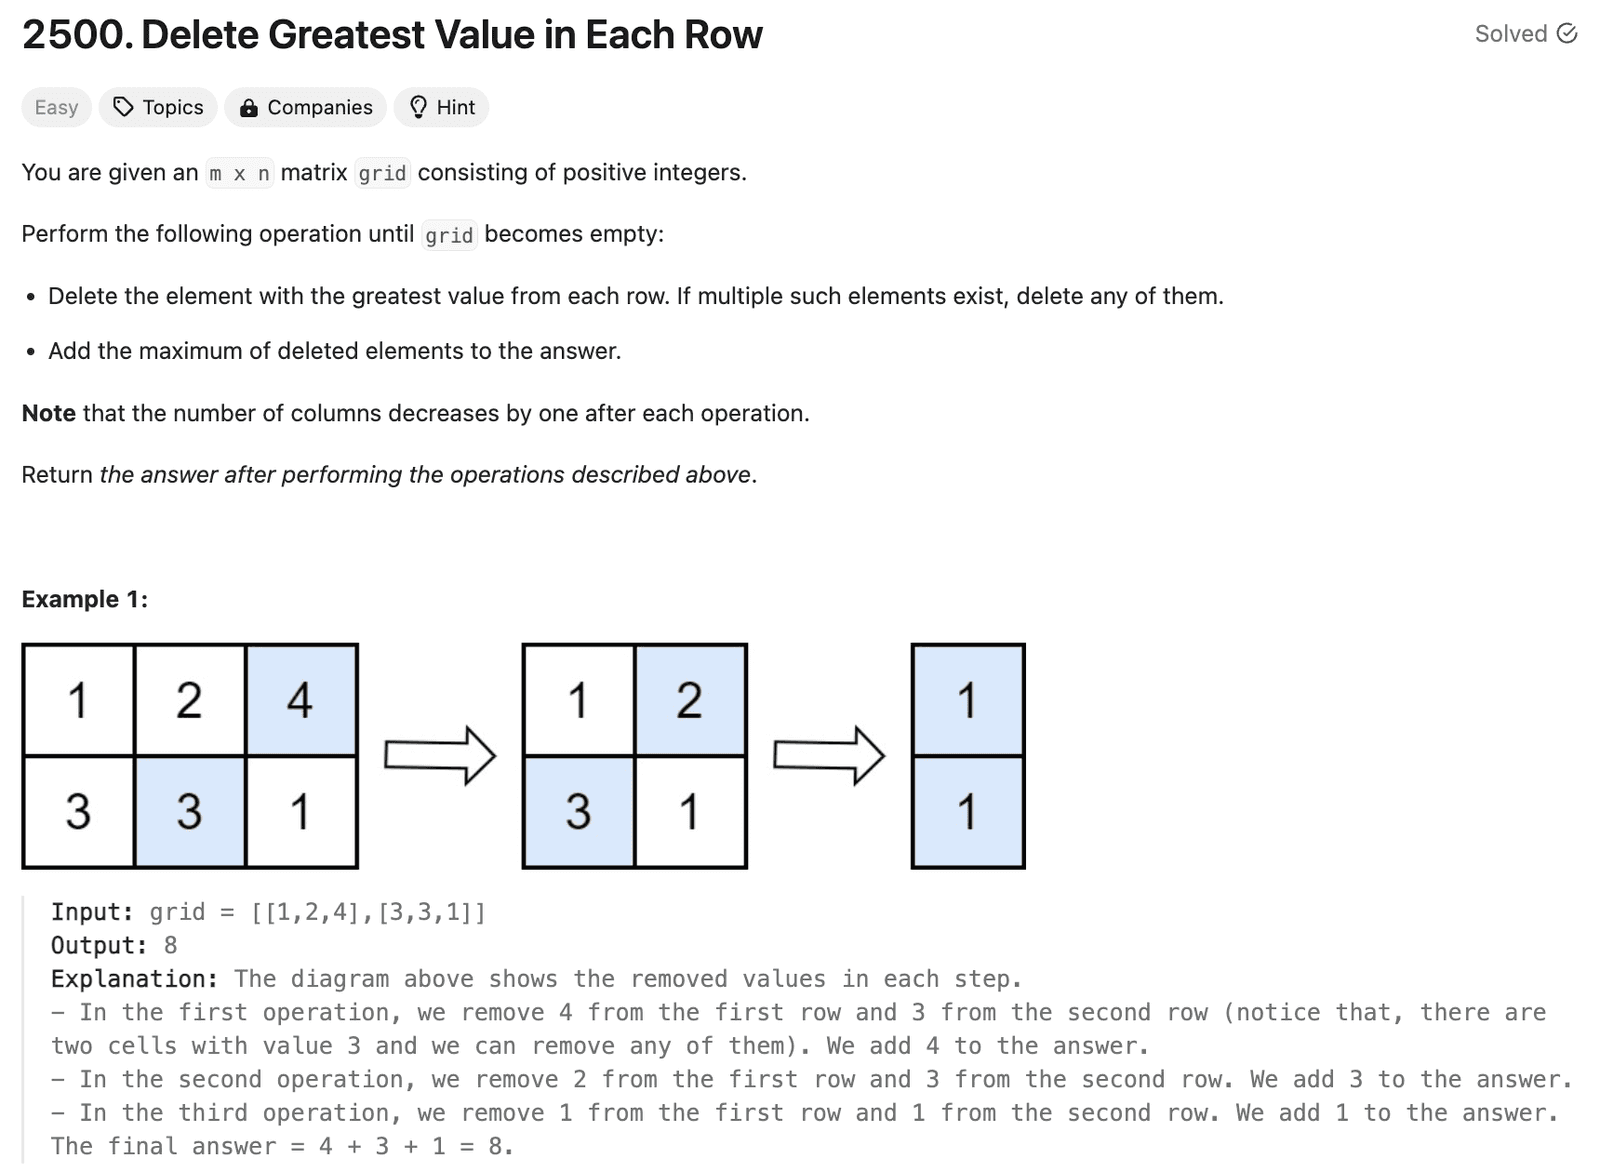 2500. Delete Greatest Value in Each Row
Solved
Easy Topics Companies Hint
You are given an m x n matrix grid consisting of positive integers.
Perform the following operation until grid becomes empty:
• Delete the element with the greatest value from each row. If multiple such elements exist, delete any of them.
• Add the maximum of deleted elements to the answer.
Note that the number of columns decreases by one after each operation.
Return the answer after performing the operations described above.
Example 1:
1 2 4 1 2 1
3 3 1 3 1 1
Input: grid = [[1,2,4],[3,3,1]]
Output: 8
Explanation: The diagram above shows the removed values in each step.
– In the first operation, we remove 4 from the first row and 3 from the second row (notice that, there are
two cells with value 3 and we can remove any of them). We add 4 to the answer.
– In the second operation, we remove 2 from the first row and 3 from the second row. We add 3 to the answer.
– In the third operation, we remove 1 from the first row and 1 from the second row. We add 1 to the answer.
The final answer = 4 + 3 + 1 = 8.